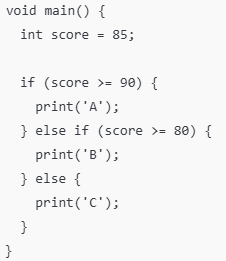 void main() {
  int score = 85;

  if (score >= 90) {
    print('A');
  } else if (score >= 80) {
    print('B');
  } else {
    print('C');
  }
}